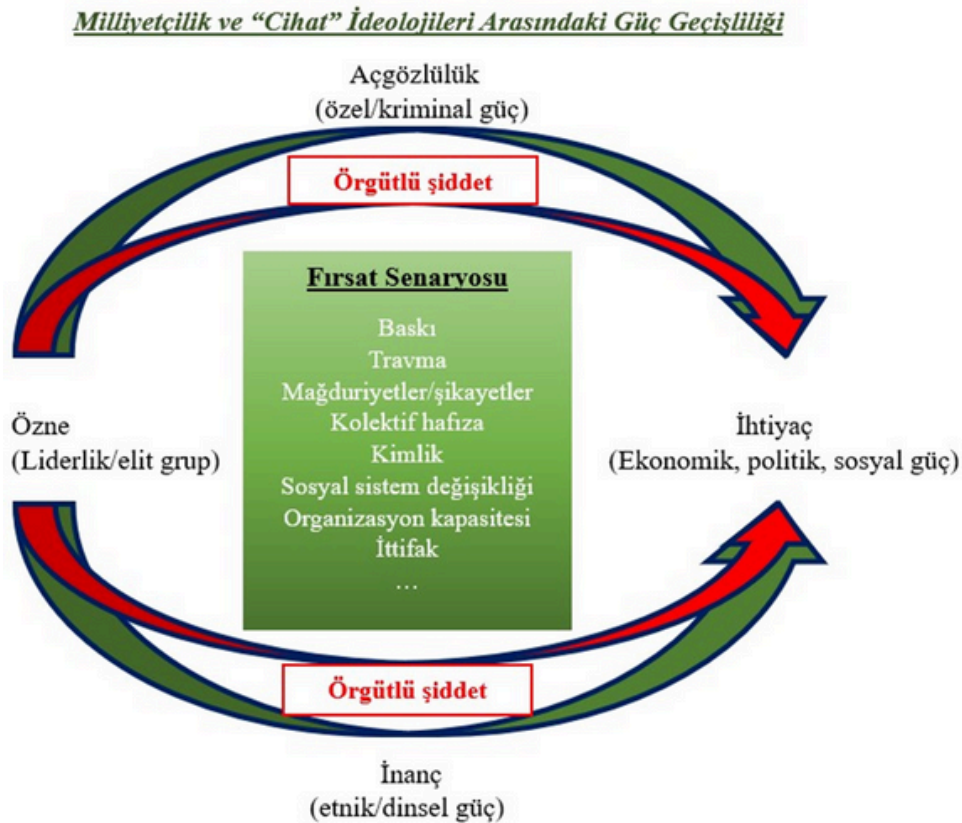 Milliyetçilik ve “Cihat” İdeolojileri Arasındaki Güç Geçişliliği
Açgözlülük
(özel/kriminal güç)
Örgütlü şiddet
Fırsat Senaryosu
Baskı
Travma
Mağduriyetler/şikayetler
Kolektif hafıza
Kimlik
Sosyal sistem değişikliği
Organizasyon kapasitesi
İttifak
…
Özne
(Liderlik/elit grup)
İhtiyaç
(Ekonomik, politik, sosyal güç)
Örgütlü şiddet
İnanç
(etnik/dinsel güç)